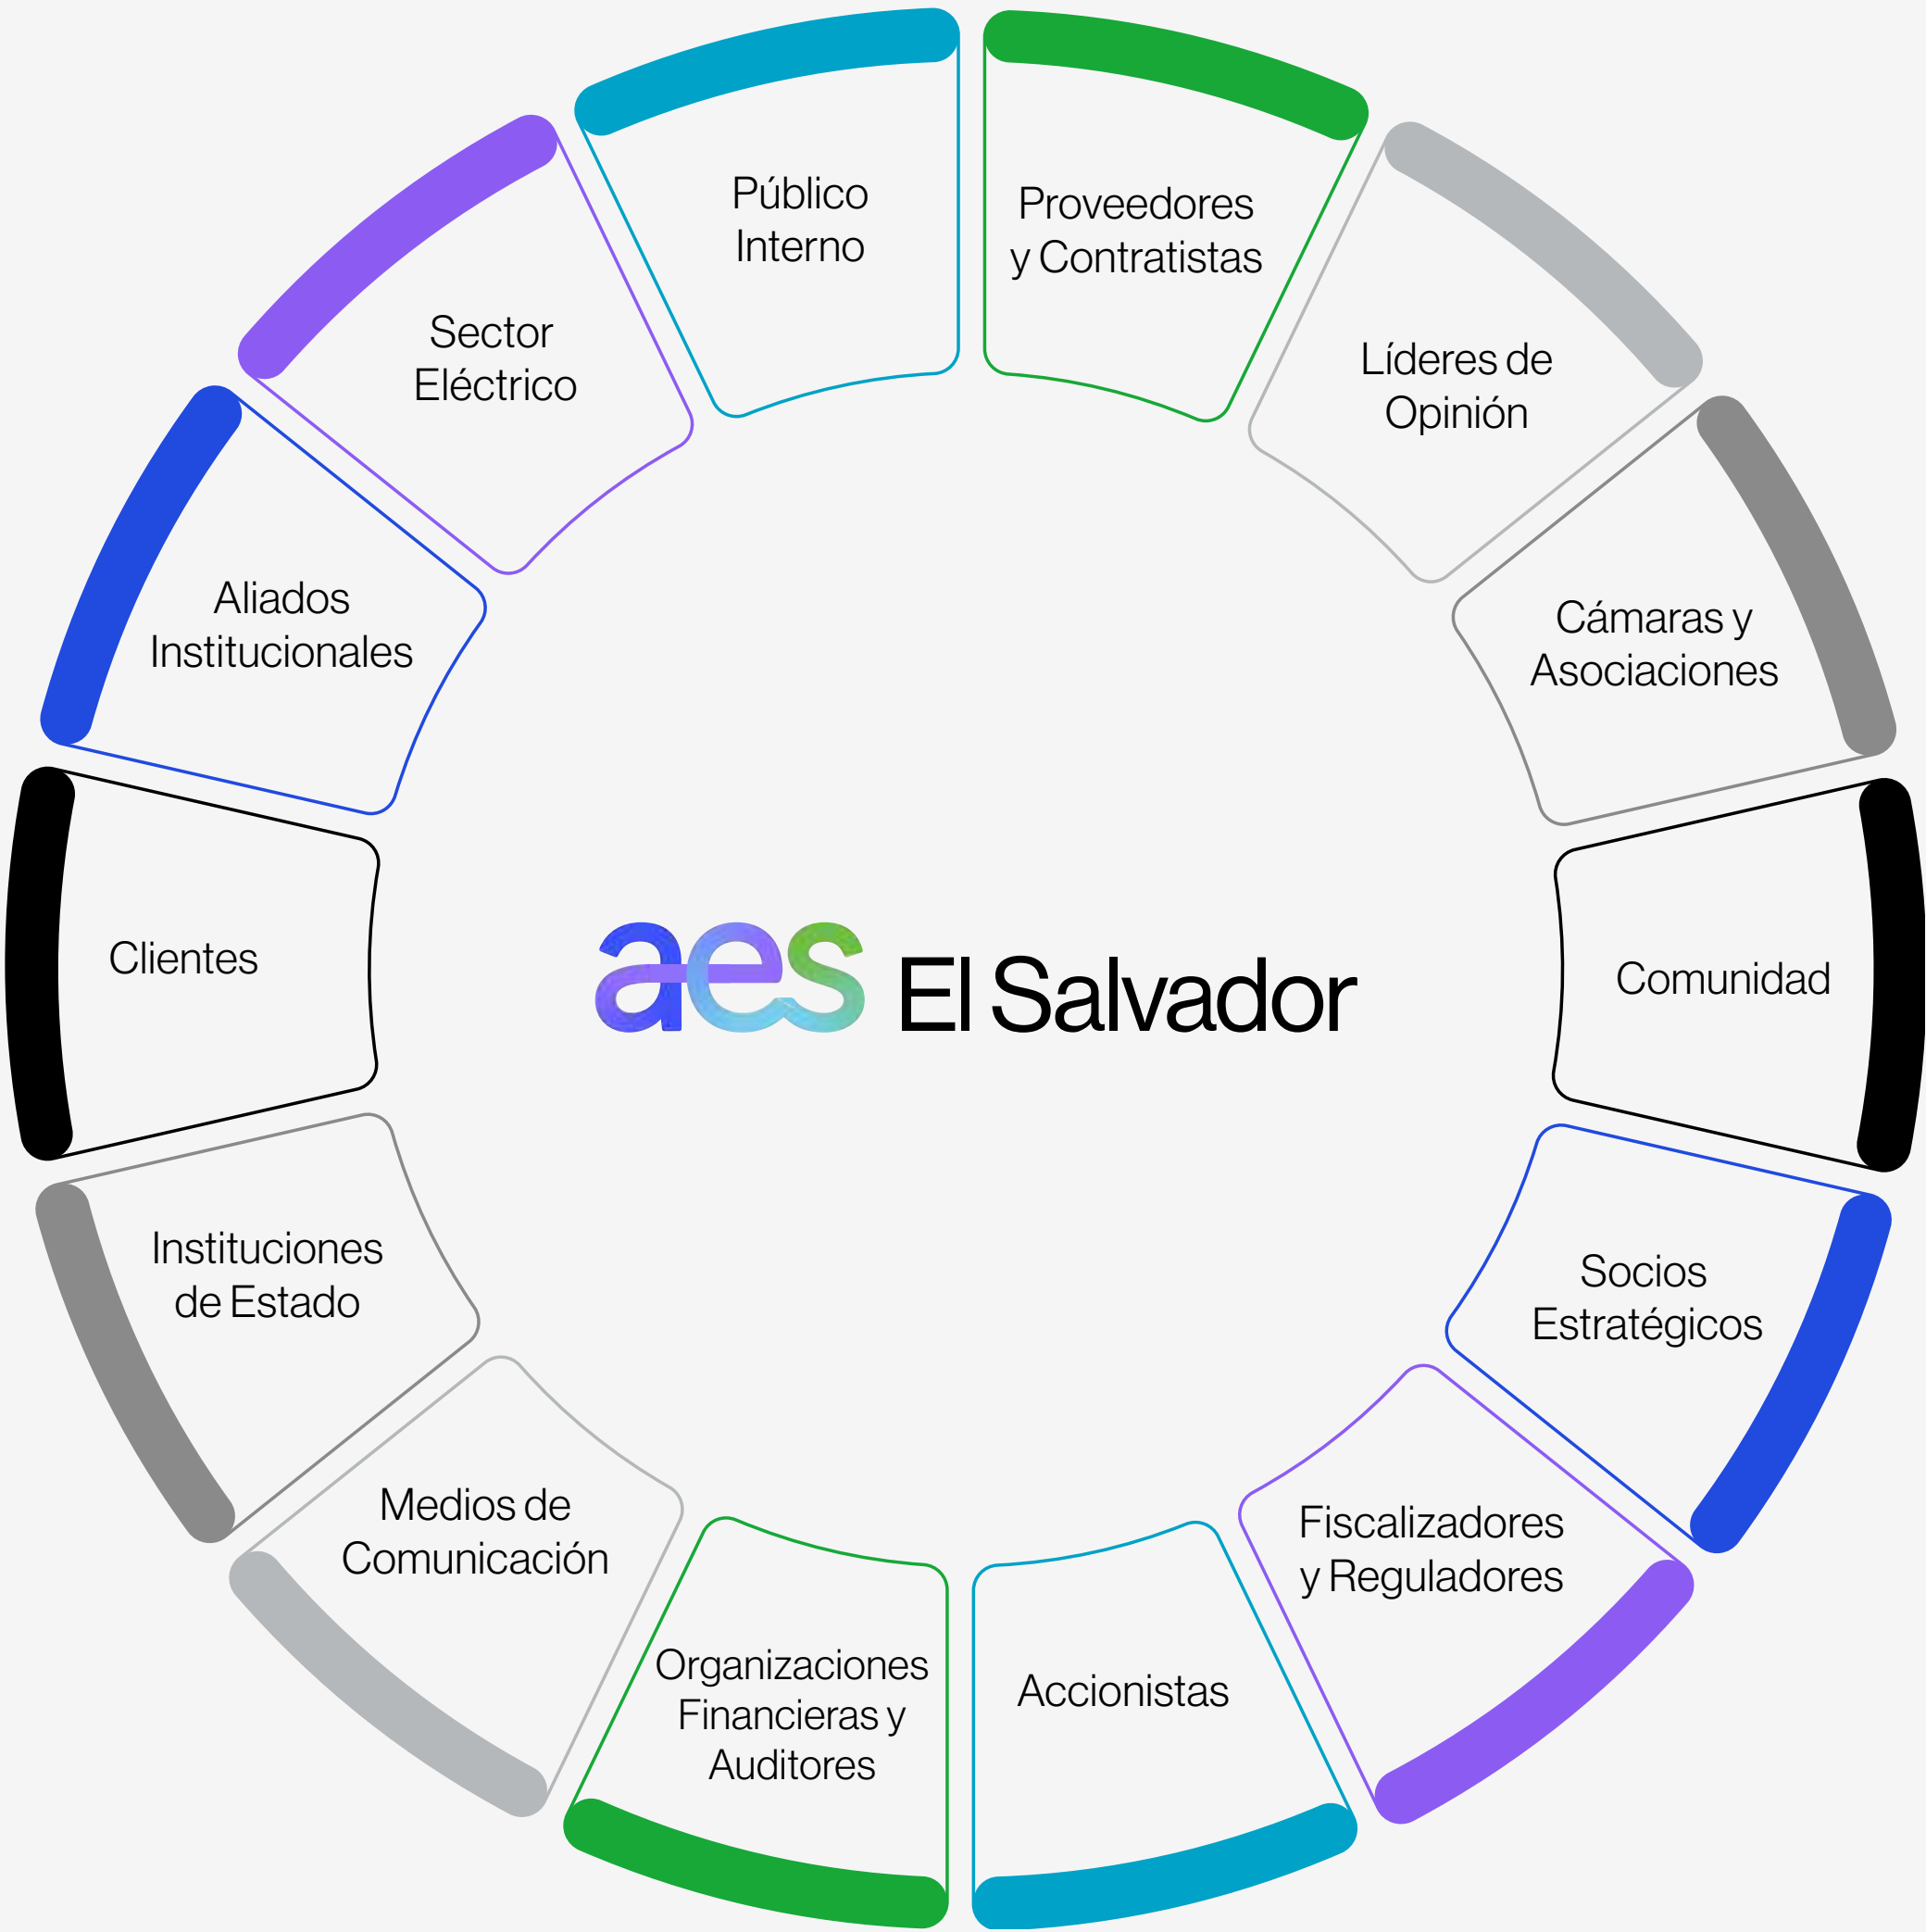 Público
Interno
Proveedores
y Contratistas
Líderes de
Opinión
Cámaras y
Asociaciones
Comunidad
Socios
Estratégicos
Fiscalizadores
y Reguladores
Accionistas
Organizaciones
Financieras y
Auditores
Medios de
Comunicación
Instituciones
de Estado
Clientes
Aliados
Institucionales
Sector
Eléctrico
aes El Salvador